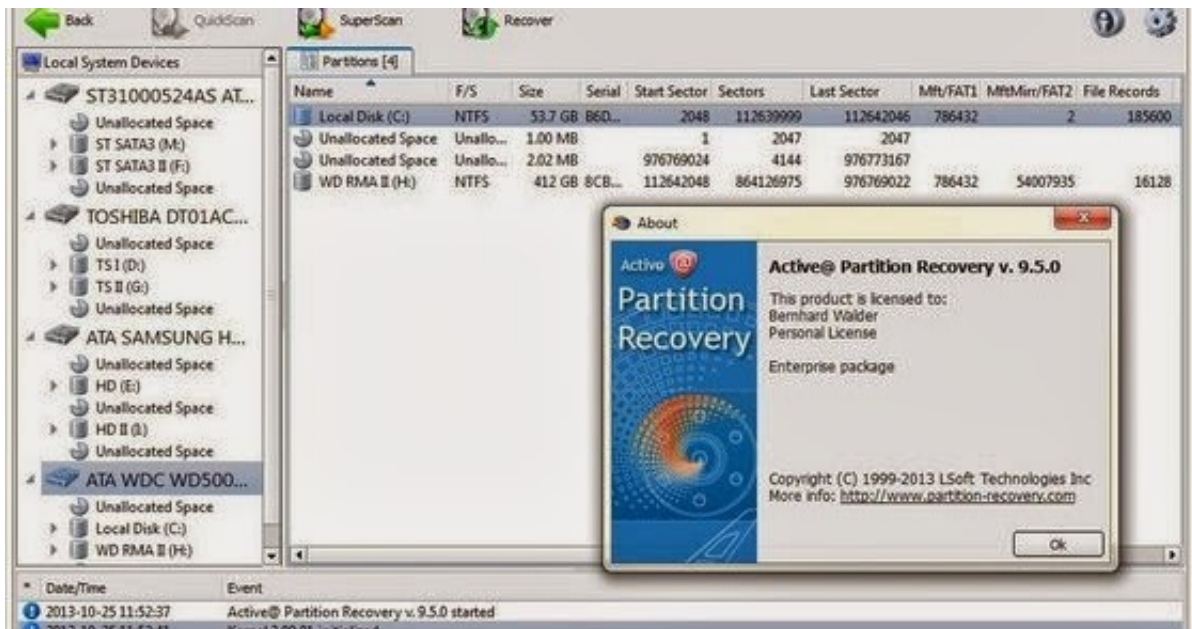 Back QuickScan SuperScan Recover
Local System Devices
ST31000524AS AT...
Unallocated Space
ST SATA3 (M:)
ST SATA3 II (F:)
Unallocated Space
TOSHIBA DT01AC...
Unallocated Space
TS I (D:)
TS II (G:)
Unallocated Space
ATA SAMSUNG H...
Unallocated Space
HD (E:)
Unallocated Space
HD II (I:)
Unallocated Space
ATA WDC WD500...
Unallocated Space
Local Disk (C:)
WD RMA II (H:)
Partitions [4]
Name F/S Size Serial Start Sector Sectors Last Sector Mft/FAT1 MftMirr/FAT2 File Records
Local Disk (C:) NTFS 53.7 GB B6D... 2048 112639999 112642046 786432 2 185600
Unallocated Space Unallo... 1.00 MB 1 2047 2047
Unallocated Space Unallo... 2.02 MB 976769024 4144 976773167
WD RMA II (H:) NTFS 412 GB 8CB... 112642048 864126975 976769022 786432 54007935 16128
About
Active@
Partition
Recovery
Active@ Partition Recovery v. 9.5.0
This product is licensed to:
Bernhard Walder
Personal License
Enterprise package
Copyright (C) 1999-2013 LSoft Technologies Inc
More info: http://www.partition-recovery.com
Ok
* Date/Time Event
2013-10-25 11:52:37 Active@ Partition Recovery v. 9.5.0 started